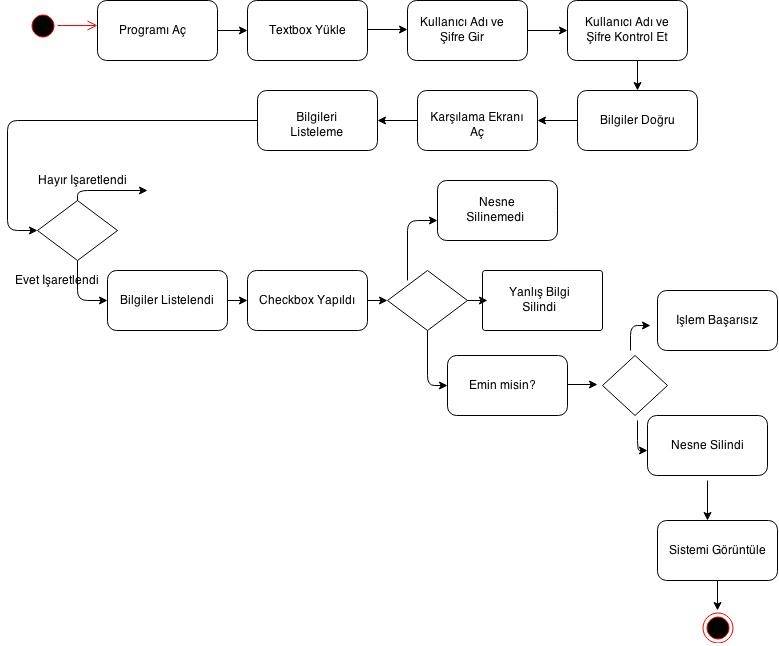 Programı Aç
Textbox Yükle
Kullanıcı Adı ve
Şifre Gir
Kullanıcı Adı ve
Şifre Kontrol Et
Bilgileri
Listeleme
Karşılama Ekranı
Aç
Bilgiler Doğru
Hayır Işaretlendi
Evet Işaretlendi
Bilgiler Listelendi
Checkbox Yapıldı
Nesne
Silinemedi
Yanlış Bilgi
Silindi
Emin misin?
Işlem Başarısız
Nesne Silindi
Sistemi Görüntüle